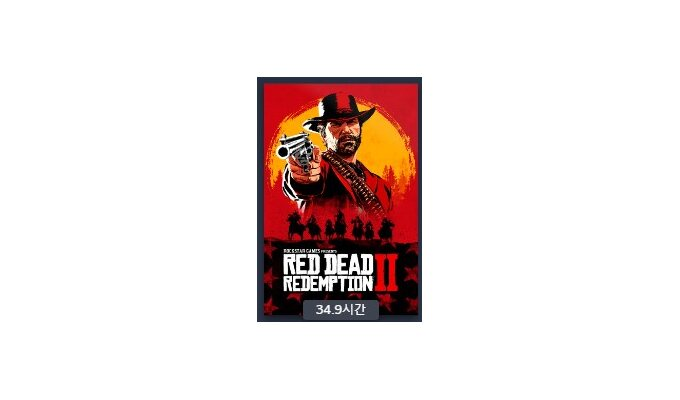 ROCKSTAR GAMES PRESENTS
RED DEAD
REDEMPTION II
34.9시간